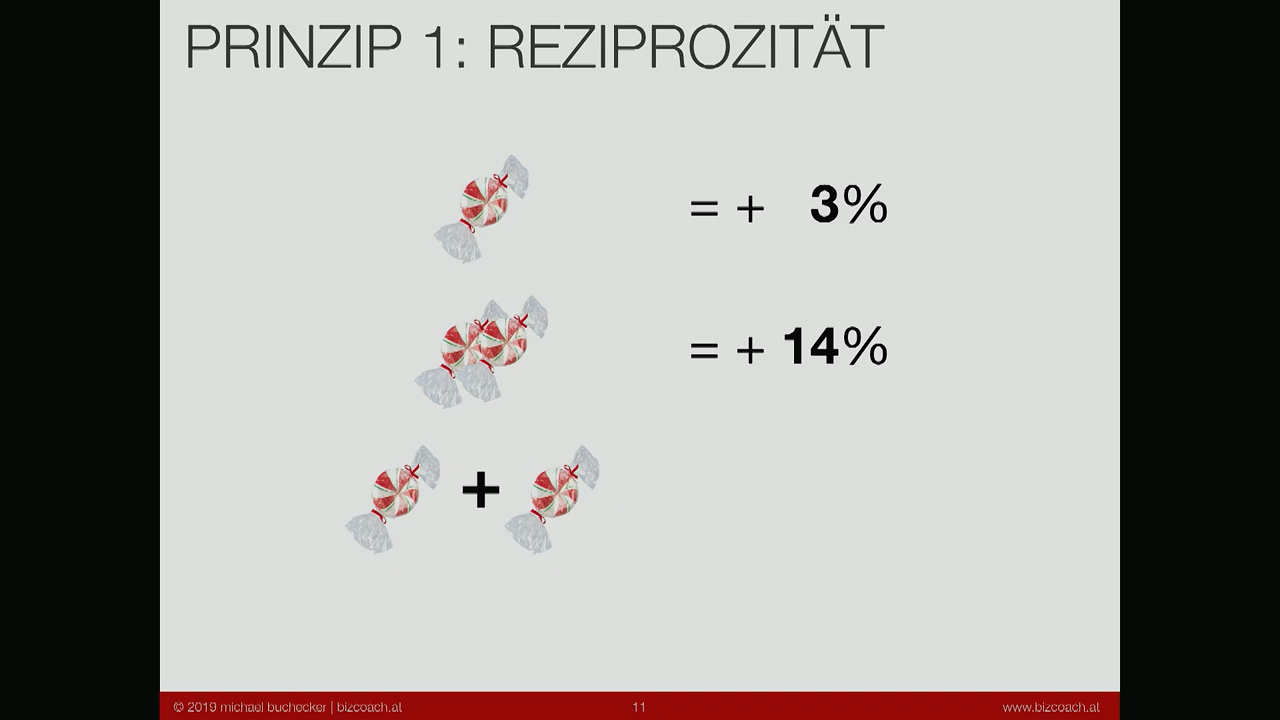 PRINZIP 1: REZIPROZITÄT
= + 3%
= + 14%
+
© 2019 michael buchecker | bizcoach.at
11
www.bizcoach.at